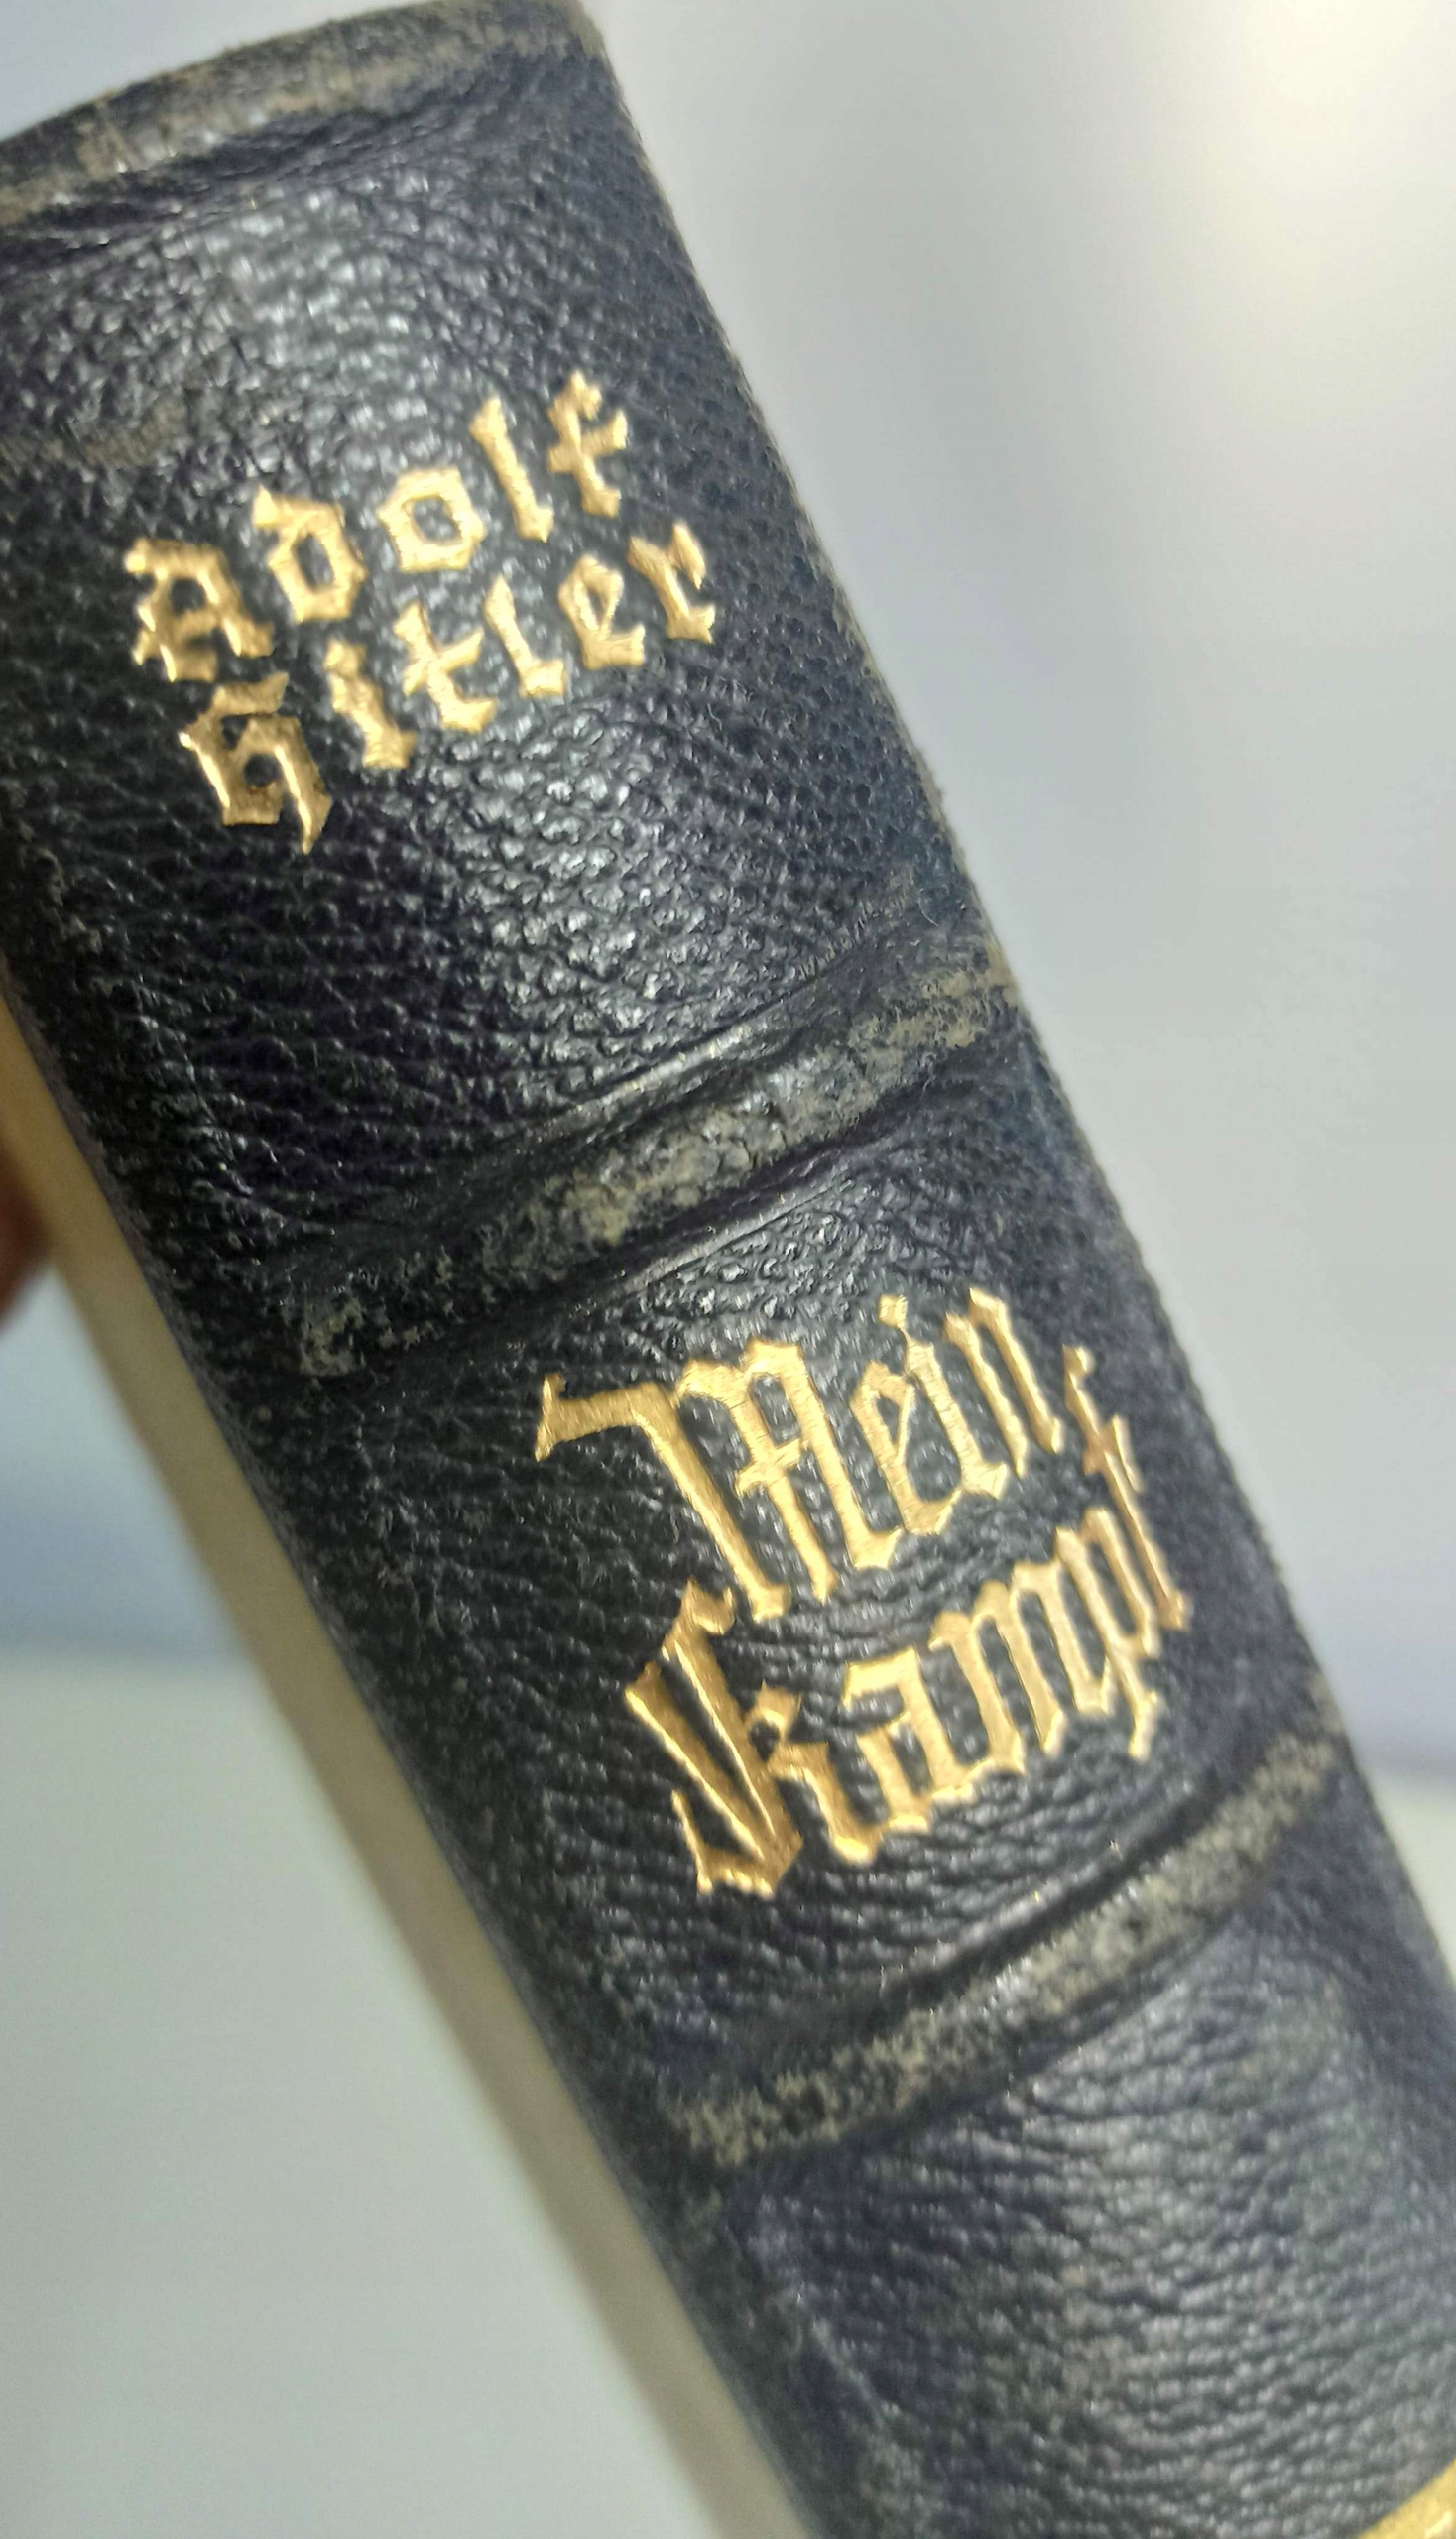 Adolf
Hitler
Mein
Kampf